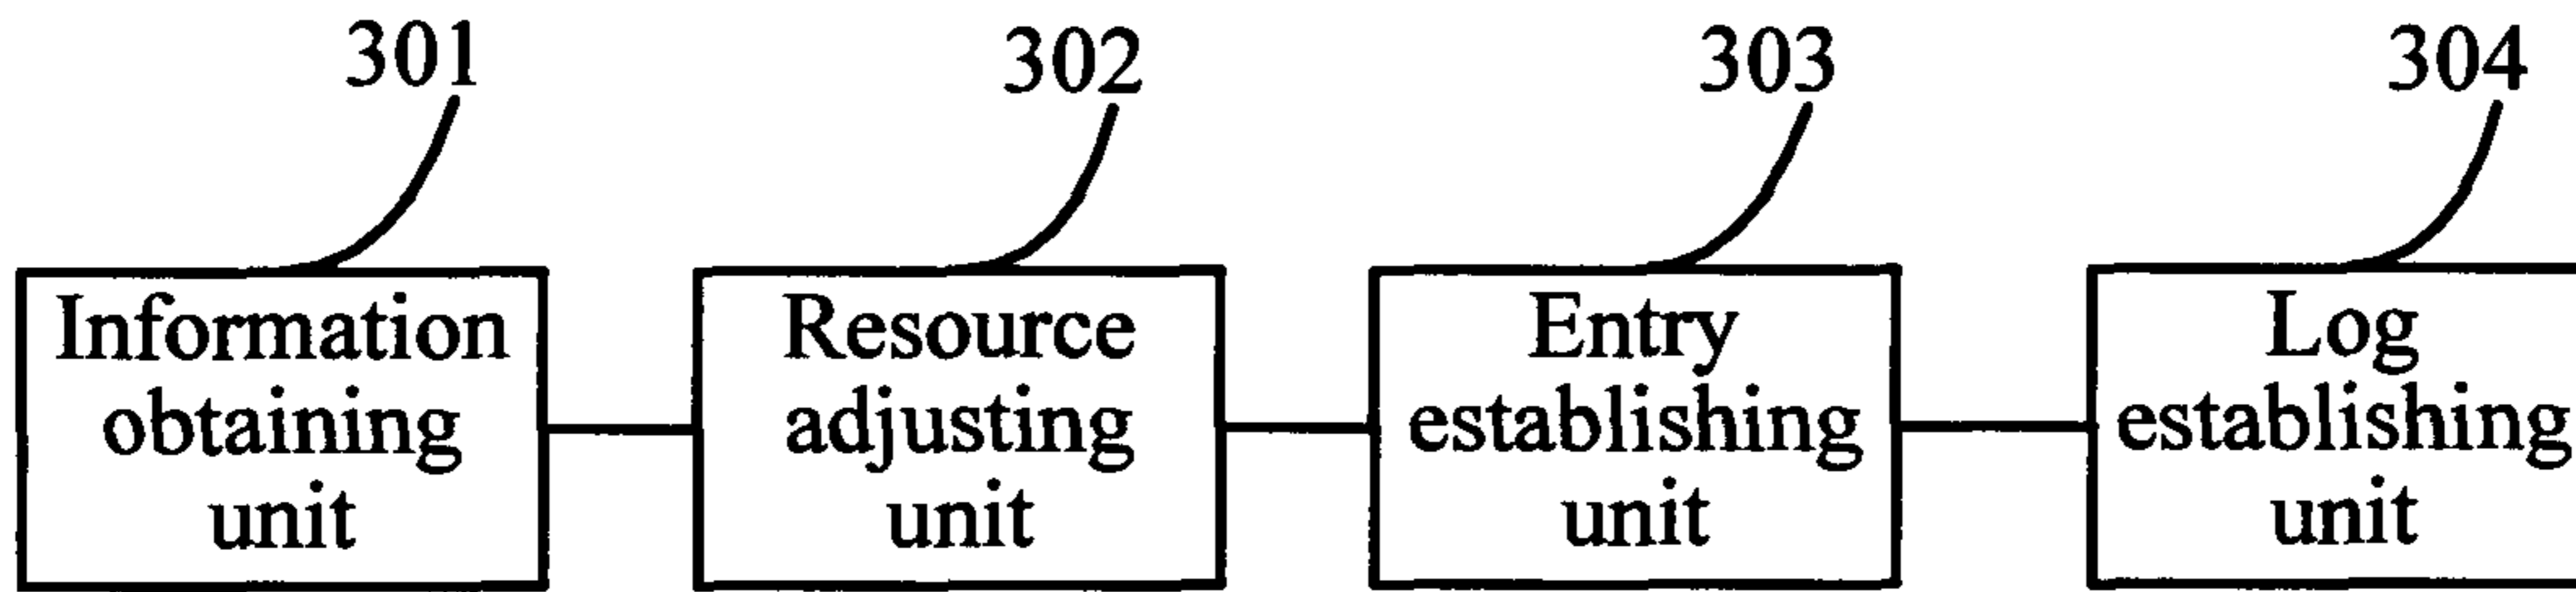 301
302
303
304
Information
obtaining
unit
Resource
adjusting
unit
Entry
establishing
unit
Log
establishing
unit